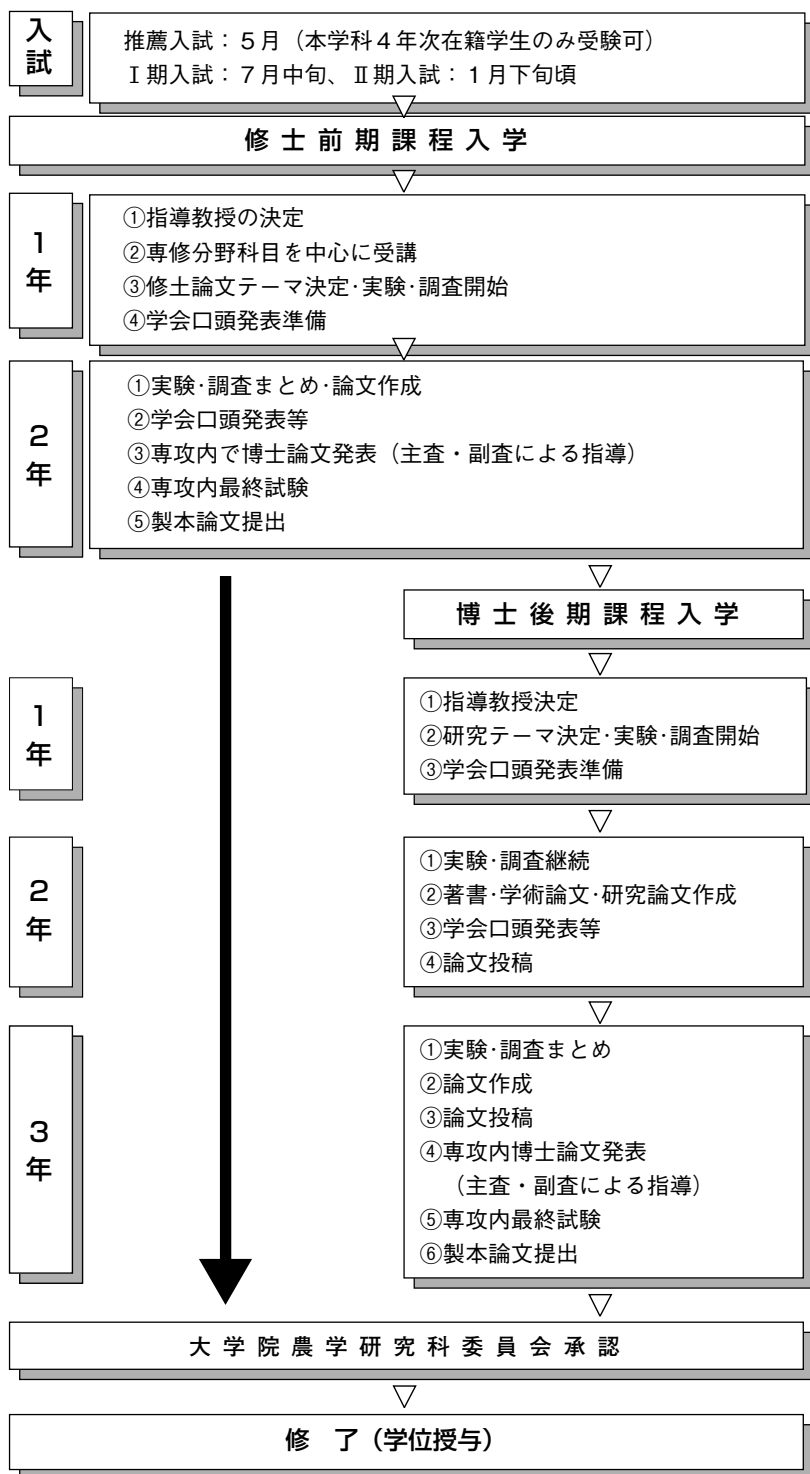 入試
推薦入試：５月（本学科４年次在籍学生のみ受験可）
Ⅰ期入試：７月中旬、Ⅱ期入試：１月下旬頃
修士前期課程入学
１年
①指導教授の決定
②専修分野科目を中心に受講
③修士論文テーマ決定･実験･調査開始
④学会口頭発表準備
２年
①実験･調査まとめ･論文作成
②学会口頭発表等
③専攻内で博士論文発表（主査・副査による指導）
④専攻内最終試験
⑤製本論文提出
博士後期課程入学
１年
①指導教授決定
②研究テーマ決定･実験･調査開始
③学会口頭発表準備
２年
①実験･調査継続
②著書･学術論文･研究論文作成
③学会口頭発表等
④論文投稿
３年
①実験･調査まとめ
②論文作成
③論文投稿
④専攻内博士論文発表
（主査・副査による指導）
⑤専攻内最終試験
⑥製本論文提出
大学院農学研究科委員会承認
修　了（学位授与）